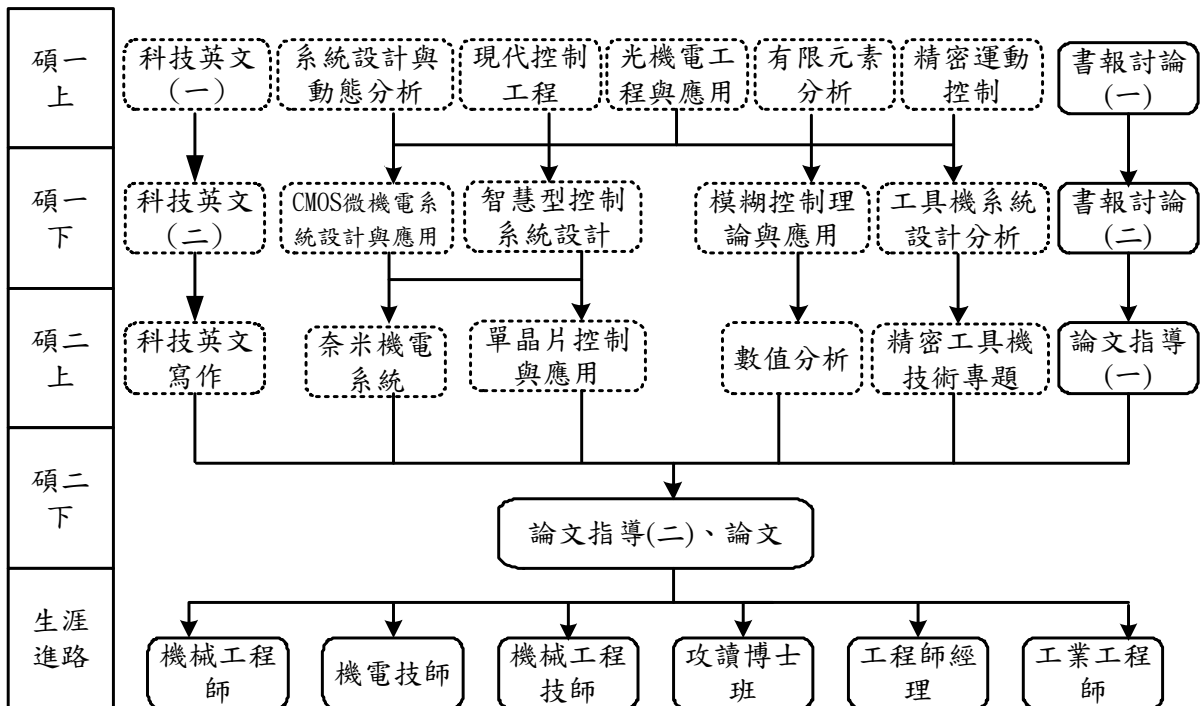 碩一
上
科技英文
(一)
系統設計與
動態分析
現代控制
工程
光機電工
程與應用
有限元素
分析
精密運動
控制
書報討論
(一)
碩一
下
科技英文
(二)
CMOS微機電系
統設計與應用
智慧型控制
系統設計
模糊控制理
論與應用
工具機系統
設計分析
書報討論
(二)
碩二
上
科技英文
寫作
奈米機電
系統
單晶片控制
與應用
數值分析
精密工具機
技術專題
論文指導
(一)
碩二
下
論文指導(二)、論文
生涯
進路
機械工程
師
機電技師
機械工程
技師
攻讀博士
班
工程師經
理
工業工程
師